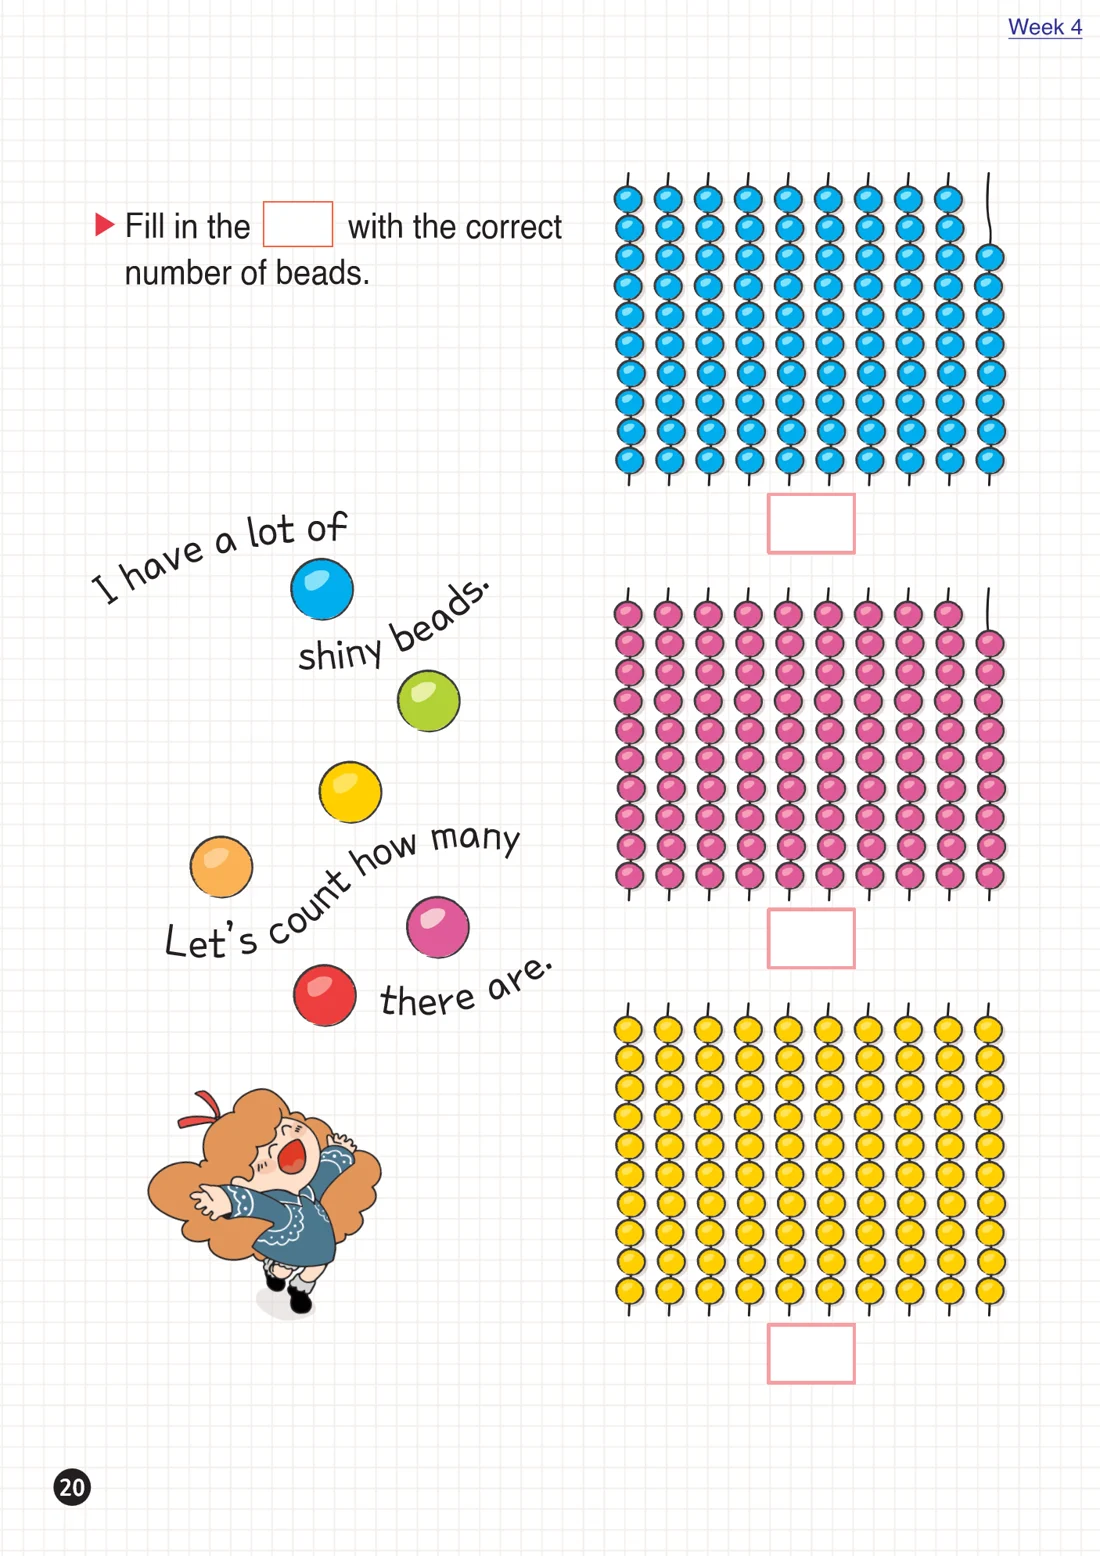 Week 4
Fill in the with the correct
number of beads.
I have a lot of
shiny beads.
Let's count how many
there are.
20